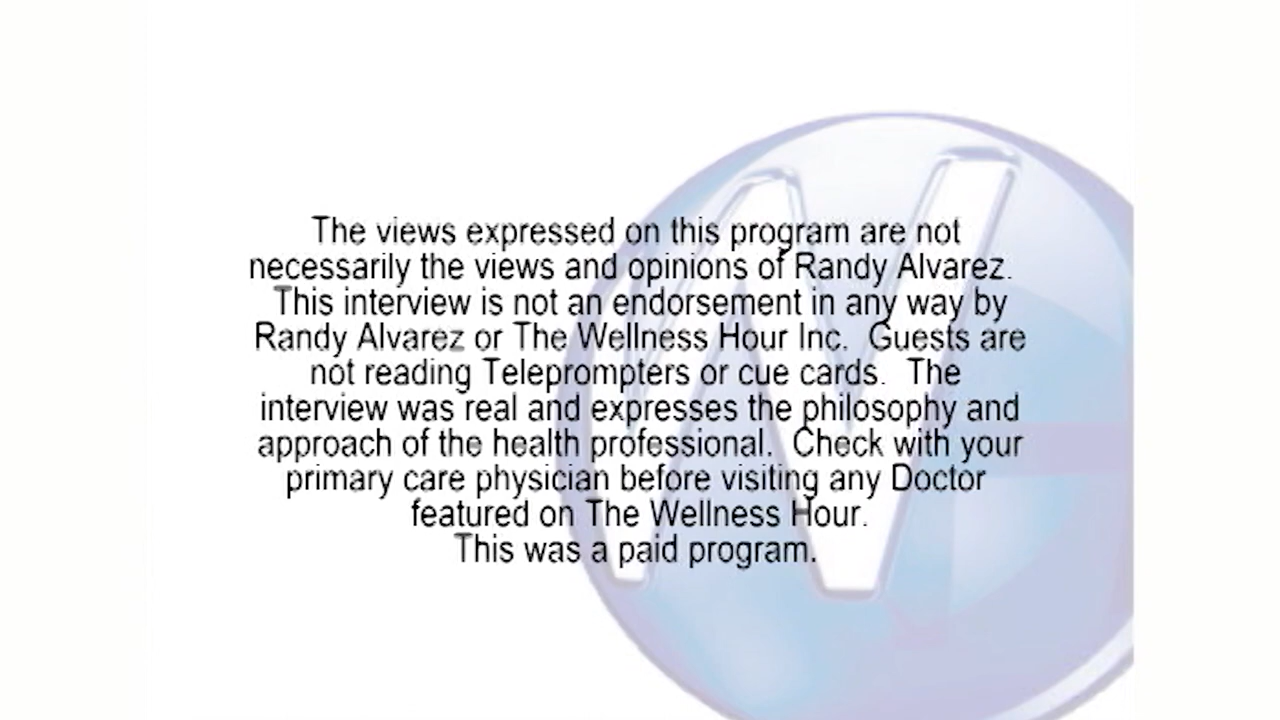 The views expressed on this program are not
necessarily the views and opinions of Randy Alvarez.
This interview is not an endorsement in any way by
Randy Alvarez or The Wellness Hour Inc.  Guests are
not reading Teleprompters or cue cards.  The
interview was real and expresses the philosophy and
approach of the health professional.  Check with your
primary care physician before visiting any Doctor
featured on The Wellness Hour.
This was a paid program.